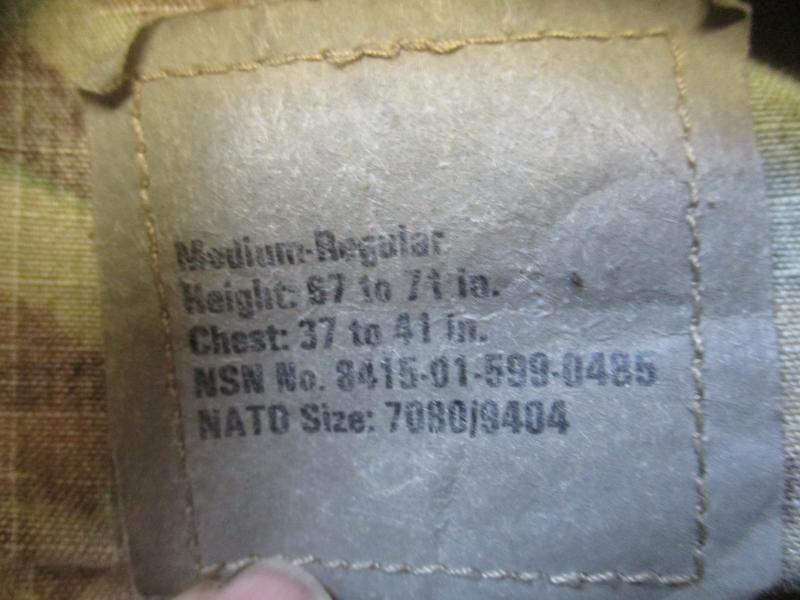 Medium-Regular
Height: 67 to 71 in.
Chest: 37 to 41 in.
NSN No. 8415-01-599-0485
NATO Size: 7080/9404